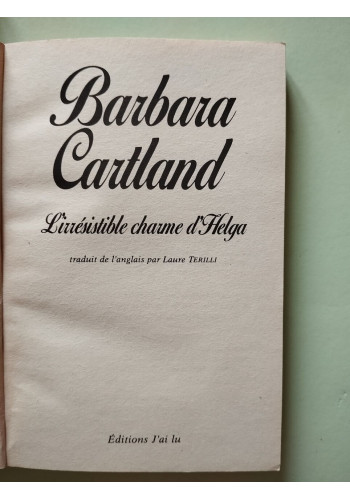 Barbara
Cartland
L'irrésistible charme d'Helga
traduit de l'anglais par Laure TERILLI
Éditions J'ai lu